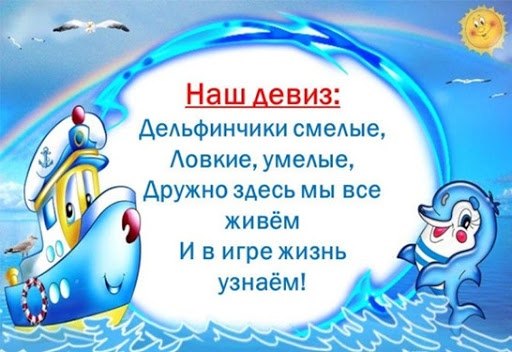 Наш девиз:
Дельфинчики смелые,
Ловкие, умелые,
Дружно здесь мы все
живём
И в игре жизнь
узнаём!